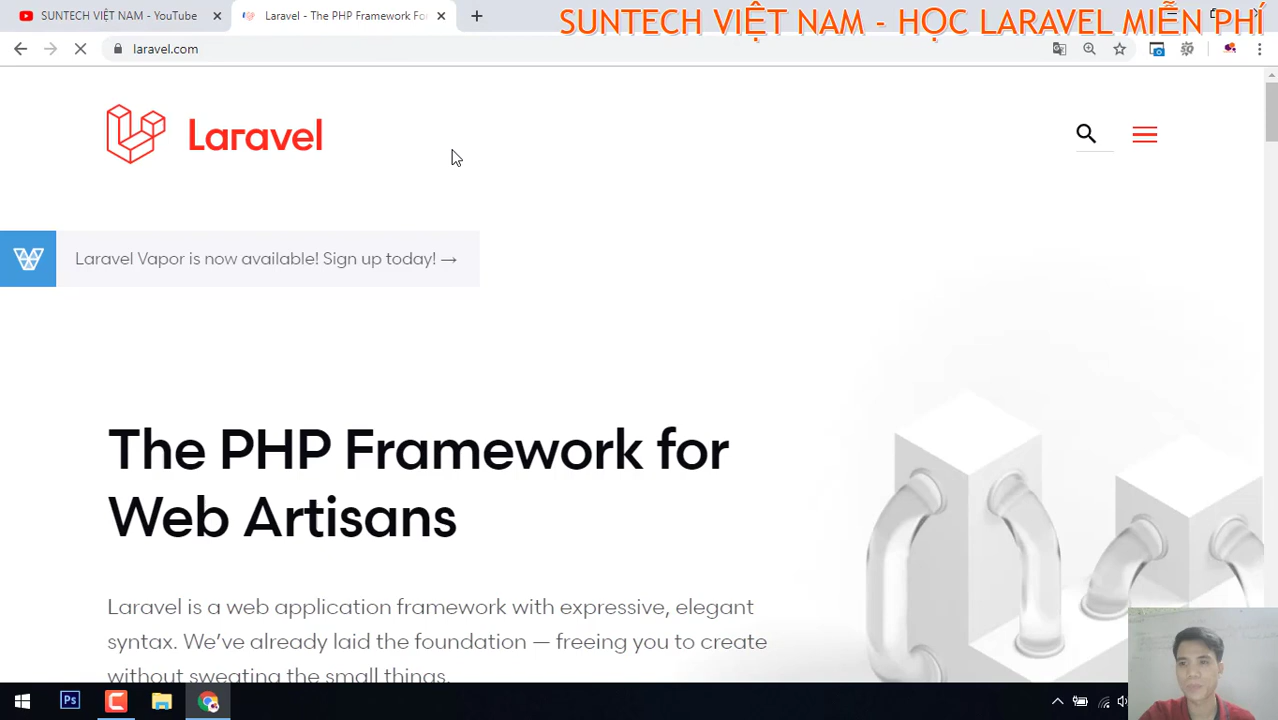 SUNTECH VIỆT NAM - YouTube
Laravel - The PHP Framework Fo
SUNTECH VIỆT NAM - HỌC LARAVEL MIỄN PHÍ
laravel.com
Laravel
Laravel Vapor is now available! Sign up today! →
The PHP Framework for
Web Artisans
Laravel is a web application framework with expressive, elegant
syntax. We’ve already laid the foundation — freeing you to create
without sweating the small things.
Ps